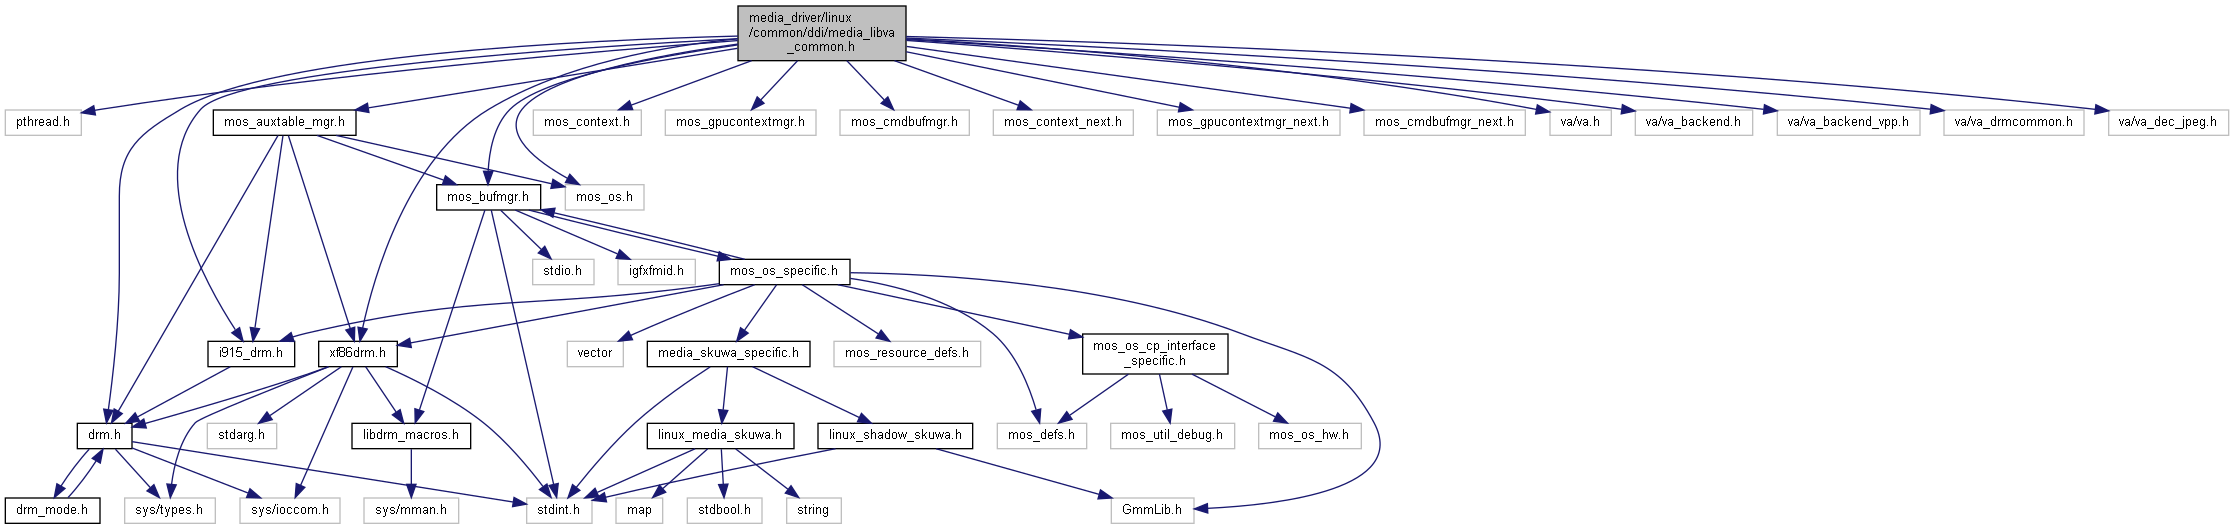 media_driver/linux
/common/ddi/media_libva
_common.h
pthread.h
mos_auxtable_mgr.h
mos_context.h
mos_gpucontextmgr.h
mos_cmdbufmgr.h
mos_context_next.h
mos_gpucontextmgr_next.h
mos_cmdbufmgr_next.h
va/va.h
va/va_backend.h
va/va_backend_vpp.h
va/va_drmcommon.h
va/va_dec_jpeg.h
mos_bufmgr.h
mos_os.h
stdio.h
igfxfmid.h
mos_os_specific.h
i915_drm.h
xf86drm.h
vector
media_skuwa_specific.h
mos_resource_defs.h
mos_os_cp_interface
_specific.h
drm.h
stdarg.h
libdrm_macros.h
linux_media_skuwa.h
linux_shadow_skuwa.h
mos_defs.h
mos_util_debug.h
mos_os_hw.h
drm_mode.h
sys/types.h
sys/ioccom.h
sys/mman.h
stdint.h
map
stdbool.h
string
GmmLib.h